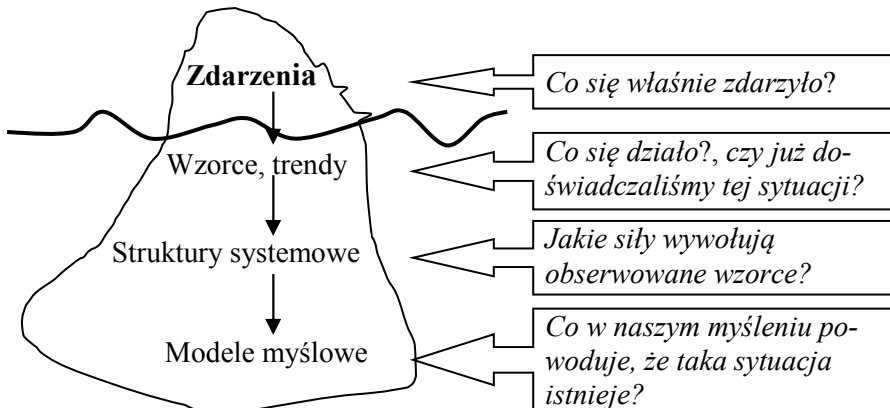 Zdarzenia
Co się właśnie zdarzyło?
Wzorce, trendy
Co się działo?, czy już do-
świadczaliśmy tej sytuacji?
Struktury systemowe
Jakie siły wywołują
obserwowane wzorce?
Modele myślowe
Co w naszym myśleniu po-
woduje, że taka sytuacja
istnieje?